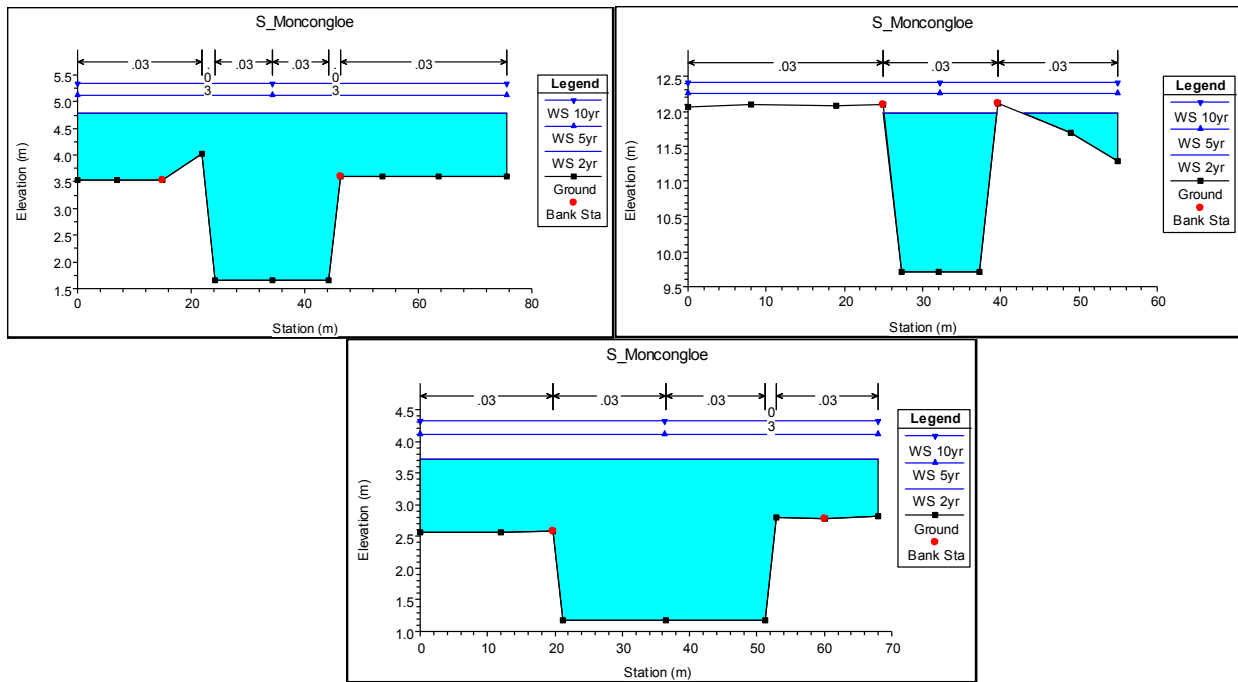 S_Moncongloe
.03 .03 .03 .03 .03 .03
Elevation (m)
5.5
5.0
4.5
4.0
3.5
3.0
2.5
2.0
1.5
0 20 40 60 80
Station (m)
Legend
WS 10yr
WS 5yr
WS 2yr
Ground
Bank Sta
S_Moncongloe
.03 .03 .03
Elevation (m)
12.5
12.0
11.5
11.0
10.5
10.0
9.5
0 10 20 30 40 50 60
Station (m)
Legend
WS 10yr
WS 5yr
WS 2yr
Ground
Bank Sta
S_Moncongloe
.03 .03 .03 03 .03
Elevation (m)
4.5
4.0
3.5
3.0
2.5
2.0
1.5
1.0
0 10 20 30 40 50 60 70
Station (m)
Legend
WS 10yr
WS 5yr
WS 2yr
Ground
Bank Sta